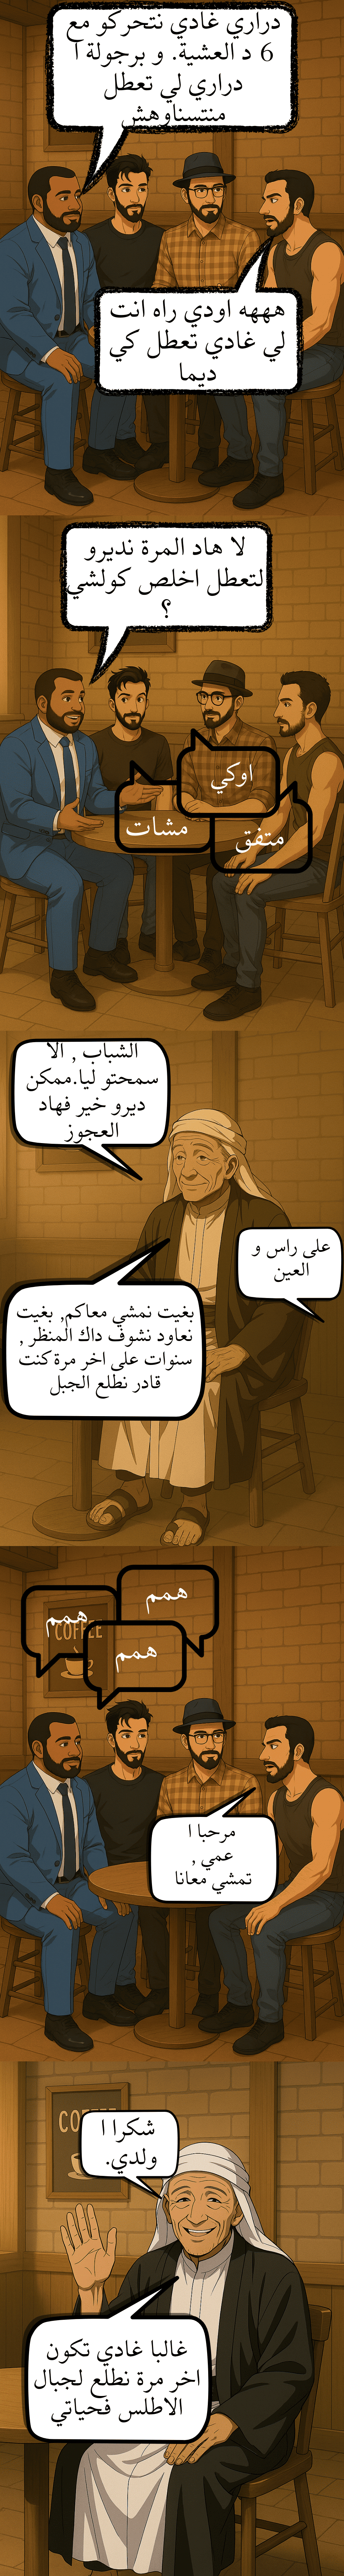 دراري غادي نتحركو مع
6 د العشية. و برجولة ا
دراري لي تعطل
منتسناوهش
هههه اودي راه انت
لي غادي تعطل كي
ديما
لا هاد المرة نديرو
لتعطل اخلص كولشي
؟
اوكي
مشات
متفق
الشباب , الا
سمحتو ليا.ممكن
ديرو خير فهاد
العجوز
على راس و
العين
بغيت نمشي معاكم, بغيت
نعاود نشوف داك المنظر ,
سنوات على اخر مرة كنت
قادر نطلع الجبل
همم
همم
COFFEE
همم
مرحبا ا
عمي ,
تمشي معانا
شكرا ا
ولدي.
غالبا غادي تكون
اخر مرة نطلع لجبال
الاطلس فحياتي